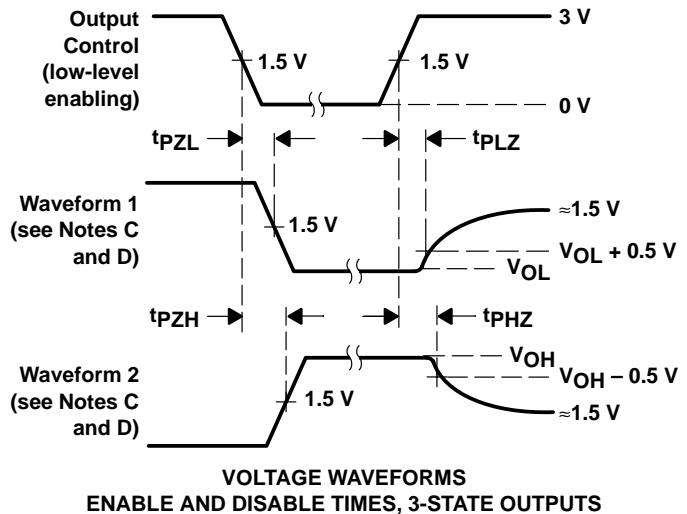 Output
Control
(low-level
enabling)
3 V
1.5 V
1.5 V
0 V
tPZL
tPLZ
Waveform 1
(see Notes C
and D)
1.5 V
≈1.5 V
VOL + 0.5 V
VOL
tPZH
tPHZ
Waveform 2
(see Notes C
and D)
1.5 V
VOH
VOH – 0.5 V
≈1.5 V
VOLTAGE WAVEFORMS
ENABLE AND DISABLE TIMES, 3-STATE OUTPUTS